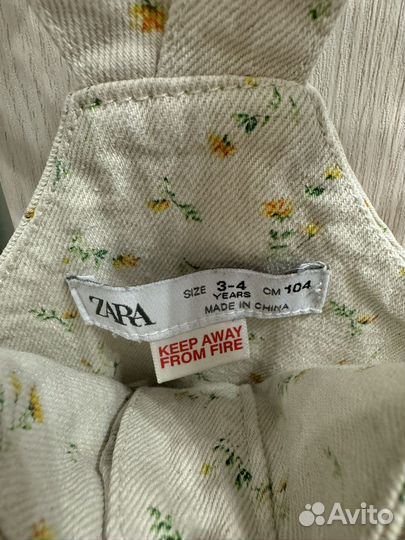 ZARA
SIZE 3-4 YEARS CM 104
MADE IN CHINA
KEEP AWAY
FROM FIRE
Avito